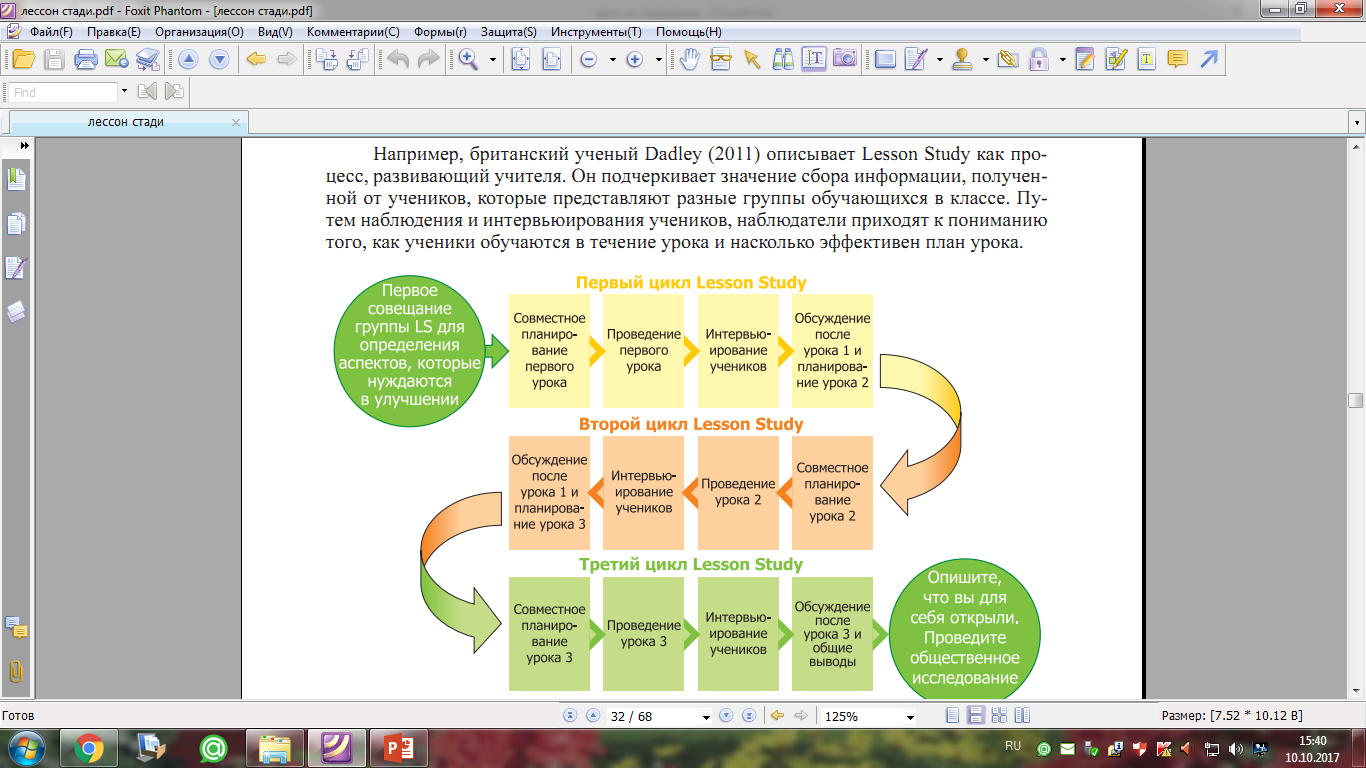 лессон стади.pdf - Foxit Phantom - [лессон стади.pdf]
Файл(F) Правка(E) Организация(O) Вид(V) Комментарии(C) Формы(r) Защита(S) Инструменты(T) Помощь(H)
Find
лессон стади
Например, британский ученый Dadley (2011) описывает Lesson Study как про-
цесс, развивающий учителя. Он подчеркивает значение сбора информации, получен-
ной от учеников, которые представляют разные группы обучающихся в классе. Пу-
тем наблюдения и интервьюирования учеников, наблюдатели приходят к пониманию
того, как ученики обучаются в течение урока и насколько эффективен план урока.
Первый цикл Lesson Study
Первое
совещание
группы LS для
определения
аспектов, которые
нуждаются
в улучшении
Совместное
планиро-
вание
первого
урока
Проведение
первого
урока
Интервью-
ирование
учеников
Обсуждение
после
урока 1 и
планирова-
ние урока 2
Второй цикл Lesson Study
Обсуждение
после
урока 1 и
планирова-
ние урока 3
Интервью-
ирование
учеников
Проведение
урока 2
Совместное
планиро-
вание
урока 2
Третий цикл Lesson Study
Совместное
планиро-
вание
урока 3
Проведение
урока 3
Интервью-
ирование
учеников
Обсуждение
после
урока 3 и
общие
выводы
Опишите,
что вы для
себя открыли.
Проведите
общественное
исследование
Готов
32 / 68
125%
Размер: [7.52 * 10.12 В]
RU
15:40
10.10.2017